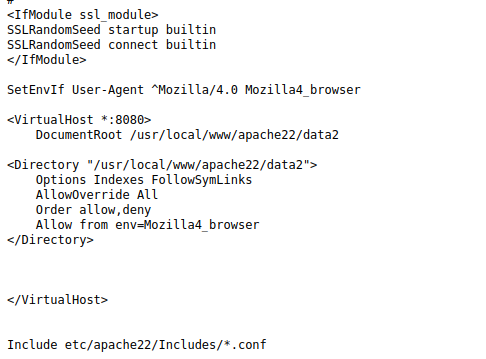 #
<IfModule ssl_module>
SSLRandomSeed startup builtin
SSLRandomSeed connect builtin
</IfModule>
SetEnvIf User-Agent ^Mozilla/4.0 Mozilla4_browser
<VirtualHost *:8080>
    DocumentRoot /usr/local/www/apache22/data2
<Directory "/usr/local/www/apache22/data2">
    Options Indexes FollowSymLinks
    AllowOverride All
    Order allow,deny
    Allow from env=Mozilla4_browser
</Directory>
</VirtualHost>
Include etc/apache22/Includes/*.conf